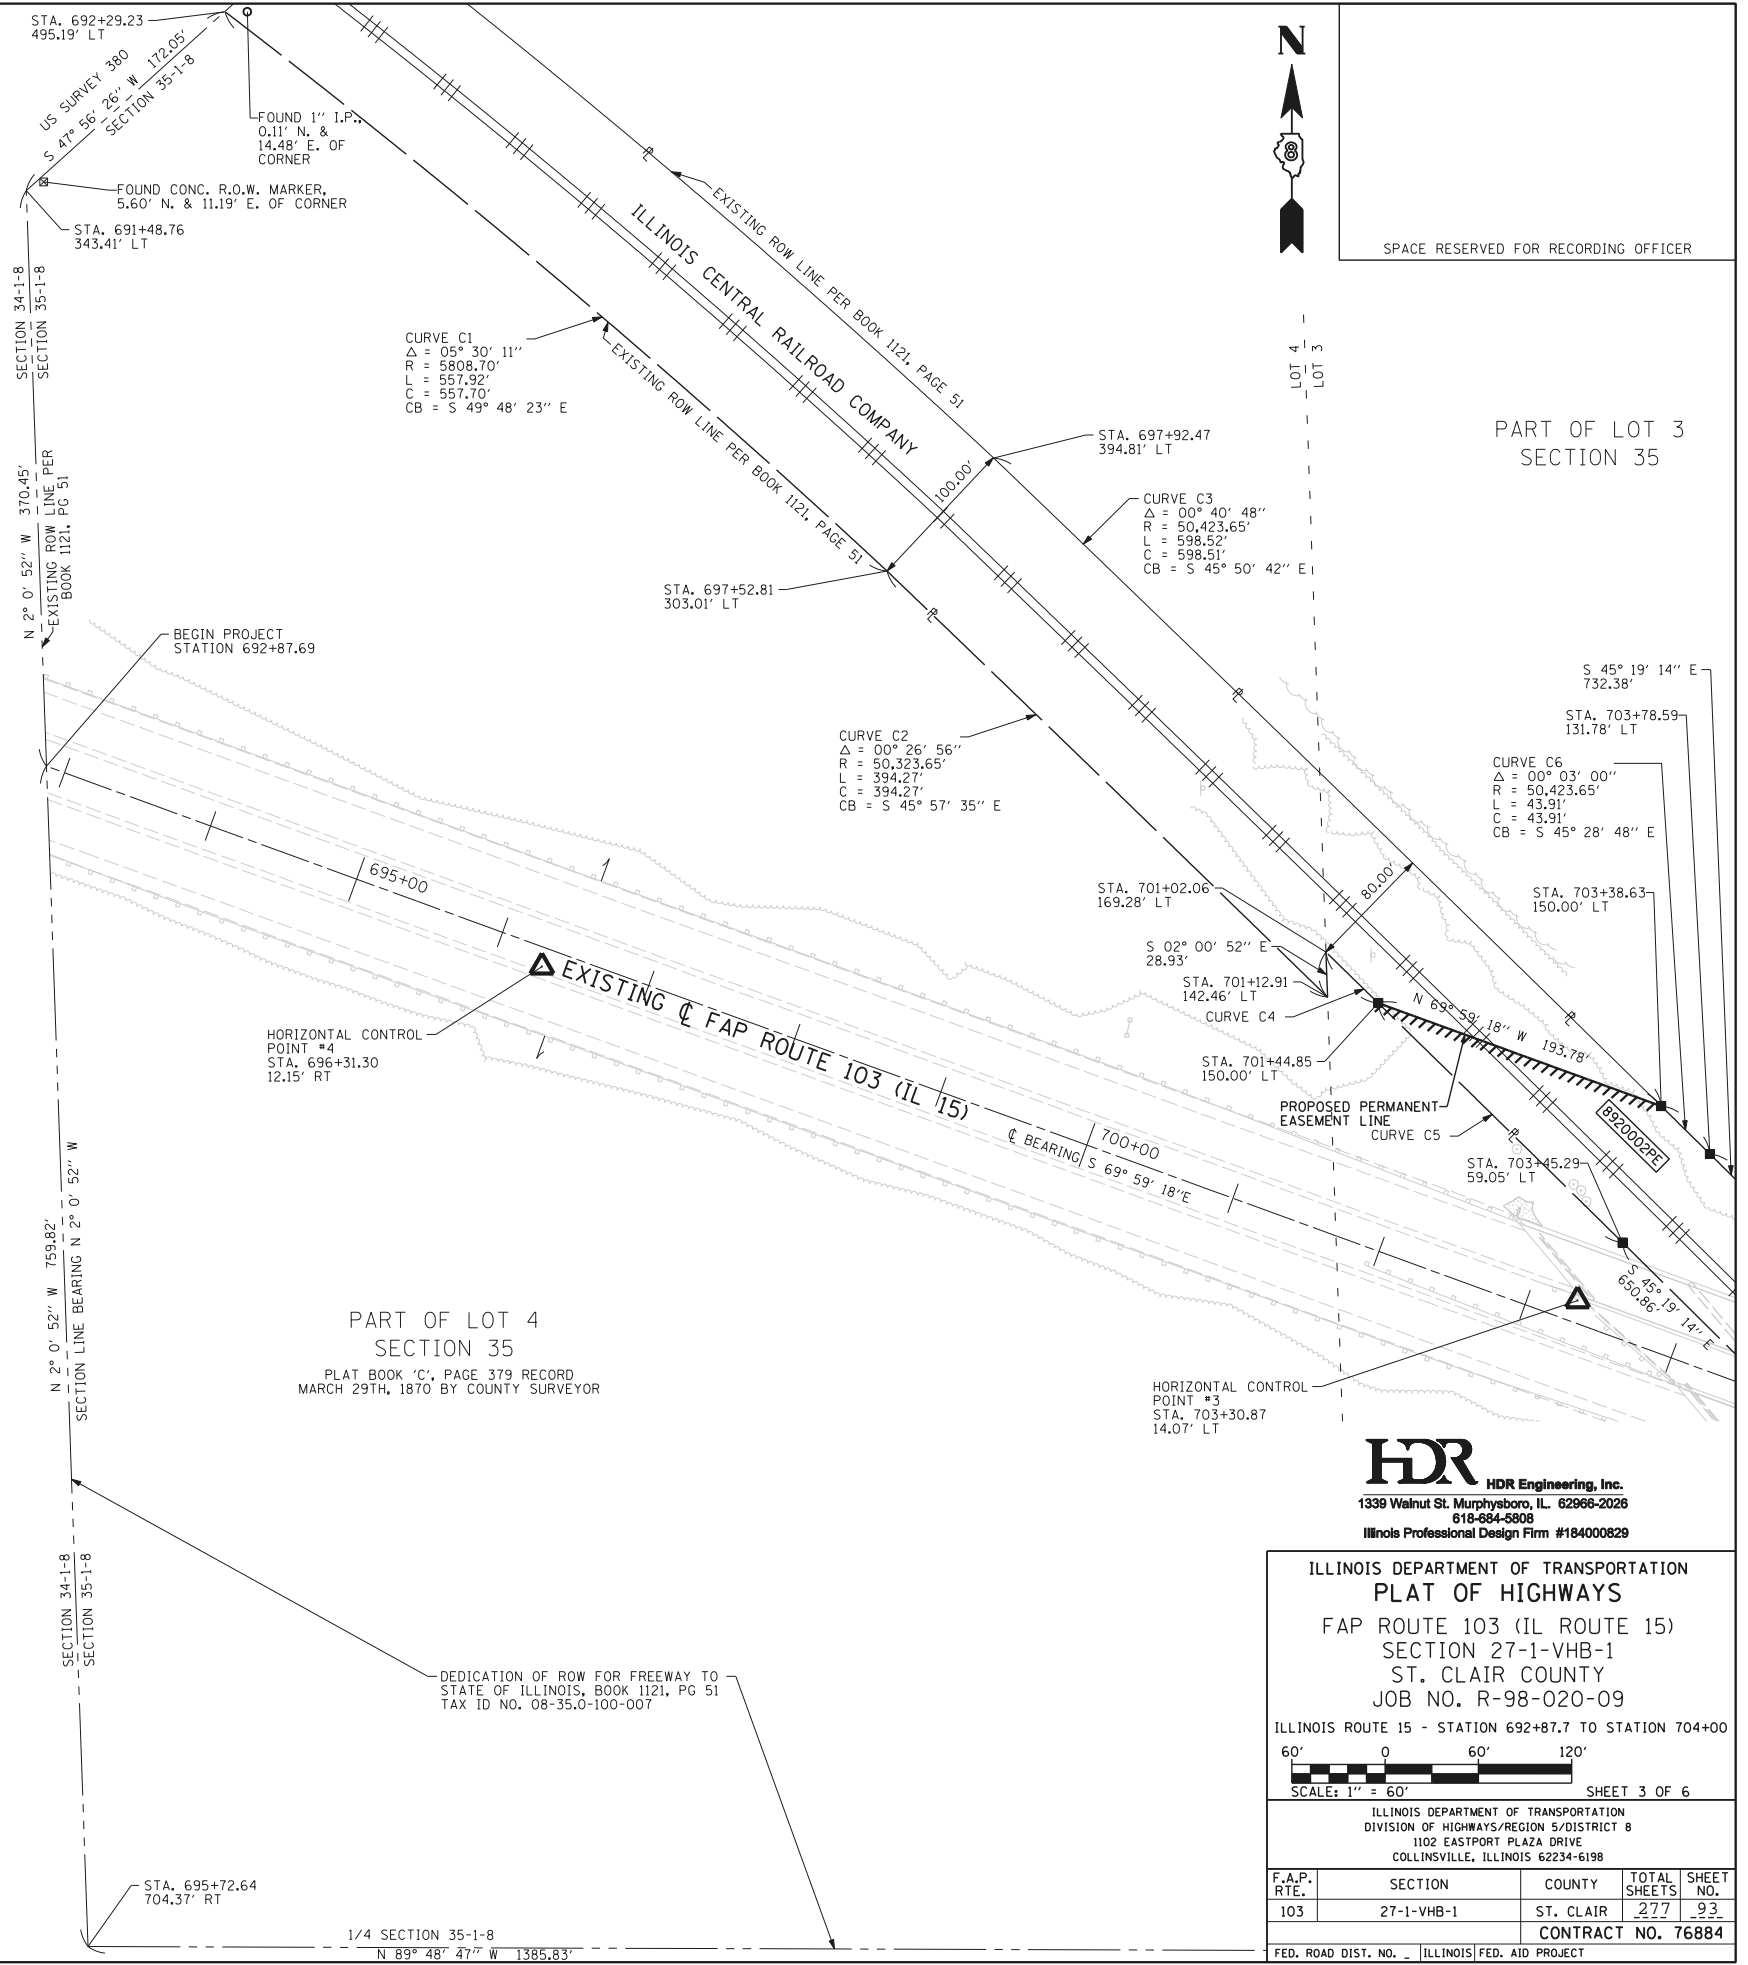 STA. 692+29.23
495.19' LT
US SURVEY 380
S 47° 56' 26" W 172.05'
SECTION 35-1-8
FOUND 1" I.P.,
0.11' N. &
14.48' E. OF
CORNER
FOUND CONC. R.O.W. MARKER,
5.60' N. & 11.19' E. OF CORNER
STA. 691+48.76
343.41' LT
SECTION 34-1-8
SECTION 35-1-8
N 2° 0' 52" W 370.45'
EXISTING ROW LINE PER
BOOK 1121, PG 51
CURVE C1
Δ = 05° 30' 11"
R = 5808.70'
L = 557.92'
C = 557.70'
CB = S 49° 48' 23" E
EXISTING ROW LINE PER BOOK 1121, PAGE 51
ILLINOIS CENTRAL RAILROAD COMPANY
EXISTING ROW LINE PER BOOK 1121, PAGE 51
N
8
SPACE RESERVED FOR RECORDING OFFICER
LOT 4
LOT 3
PART OF LOT 3
SECTION 35
STA. 697+92.47
394.81' LT
100.00'
CURVE C3
Δ = 00° 40' 48"
R = 50,423.65'
L = 598.52'
C = 598.51'
CB = S 45° 50' 42" E
STA. 697+52.81
303.01' LT
BEGIN PROJECT
STATION 692+87.69
CURVE C2
Δ = 00° 26' 56"
R = 50,323.65'
L = 394.27'
C = 394.27'
CB = S 45° 57' 35" E
S 45° 19' 14" E
732.38'
STA. 703+78.59
131.78' LT
CURVE C6
Δ = 00° 03' 00"
R = 50,423.65'
L = 43.91'
C = 43.91'
CB = S 45° 28' 48" E
695+00
STA. 701+02.06
169.28' LT
80.00'
STA. 703+38.63
150.00' LT
S 02° 00' 52" E
28.93'
STA. 701+12.91
142.46' LT
CURVE C4
N 69° 59' 18" W 193.78'
EXISTING ℄ FAP ROUTE 103 (IL 15)
HORIZONTAL CONTROL
POINT #4
STA. 696+31.30
12.15' RT
STA. 701+44.85
150.00' LT
PROPOSED PERMANENT
EASEMENT LINE
CURVE C5
8920002PE
700+00
℄ BEARING S 69° 59' 18"E
STA. 703+45.29
59.05' LT
S 45° 19' 14" E
650.86'
N 2° 0' 52" W 759.82'
SECTION LINE BEARING N 2° 0' 52" W
PART OF LOT 4
SECTION 35
PLAT BOOK 'C', PAGE 379 RECORD
MARCH 29TH, 1870 BY COUNTY SURVEYOR
HORIZONTAL CONTROL
POINT #3
STA. 703+30.87
14.07' LT
HDR
HDR Engineering, Inc.
1339 Walnut St. Murphysboro, IL. 62966-2026
618-684-5808
Illinois Professional Design Firm #184000829
SECTION 34-1-8
SECTION 35-1-8
DEDICATION OF ROW FOR FREEWAY TO
STATE OF ILLINOIS, BOOK 1121, PG 51
TAX ID NO. 08-35.0-100-007
STA. 695+72.64
704.37' RT
1/4 SECTION 35-1-8
N 89° 48' 47" W 1385.83'
ILLINOIS DEPARTMENT OF TRANSPORTATION
PLAT OF HIGHWAYS
FAP ROUTE 103 (IL ROUTE 15)
SECTION 27-1-VHB-1
ST. CLAIR COUNTY
JOB NO. R-98-020-09
ILLINOIS ROUTE 15 - STATION 692+87.7 TO STATION 704+00
60' 0 60' 120'
SCALE: 1" = 60' SHEET 3 OF 6
ILLINOIS DEPARTMENT OF TRANSPORTATION
DIVISION OF HIGHWAYS/REGION 5/DISTRICT 8
1102 EASTPORT PLAZA DRIVE
COLLINSVILLE, ILLINOIS 62234-6198
F.A.P. RTE. SECTION COUNTY TOTAL SHEETS SHEET NO.
103 27-1-VHB-1 ST. CLAIR 277 93
CONTRACT NO. 76884
FED. ROAD DIST. NO. _ ILLINOIS FED. AID PROJECT